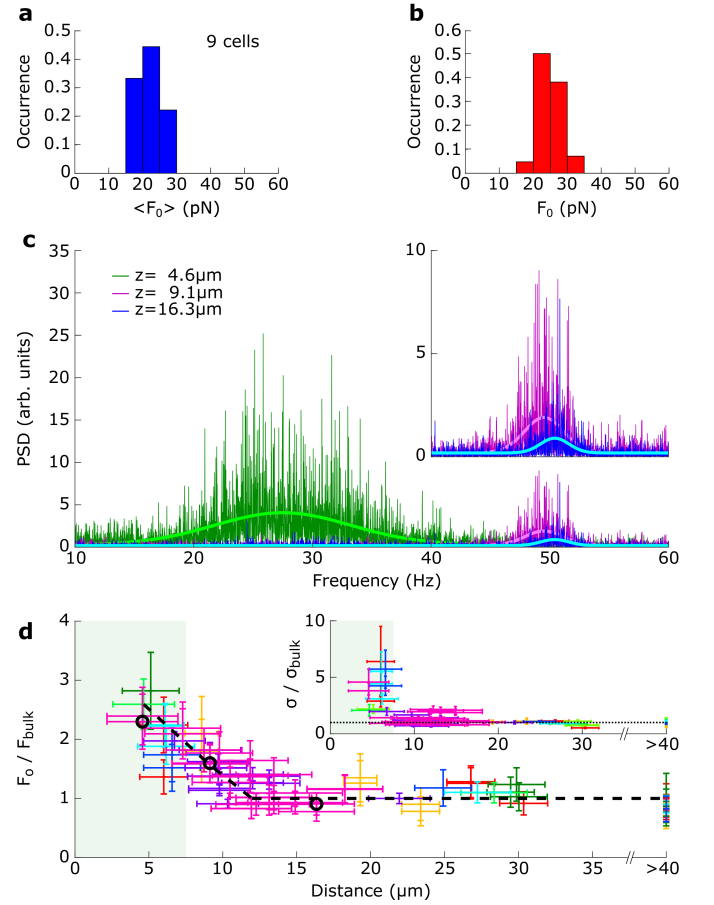 a
9 cells
Occurrence
0.5
0.4
0.3
0.2
0.1
0
0 10 20 30 40 50 60
<F₀> (pN)
b
Occurrence
0.6
0.5
0.4
0.3
0.2
0.1
0
0 10 20 30 40 50 60
F₀ (pN)
c
PSD (arb. units)
35
30
25
20
15
10
5
0
z= 4.6µm
z= 9.1µm
z=16.3µm
10
5
0
10 20 30 40 50 60
Frequency (Hz)
d
F₀ / F_bulk
4
3
2
1
0
σ / σ_bulk
10
5
0
0 10 20 30 // >40
0 5 10 15 20 25 30 35 // >40
Distance (µm)